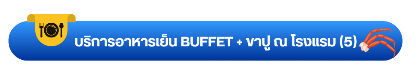 บริการอาหารเย็น BUFFET + ขาปู ณ โรงแรม (5)